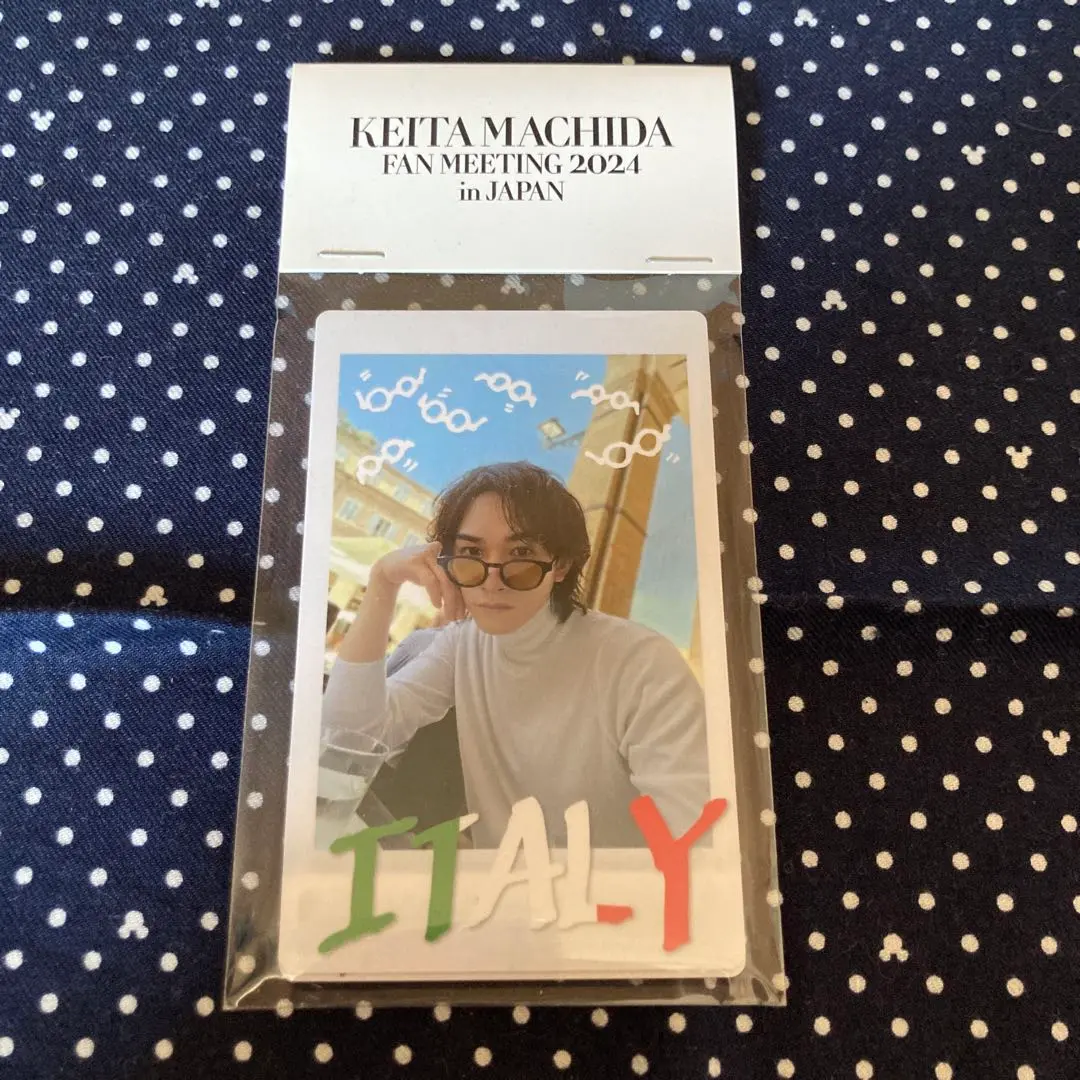 KEITA MACHIDA
FAN MEETING 2024
in JAPAN
ITALY